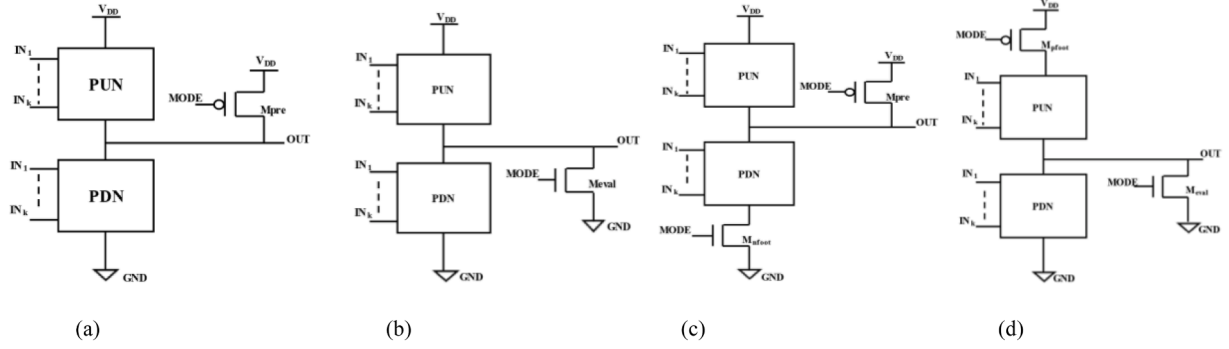 VDD
IN1
PUN
INk
VDD
MODE
Mpre
OUT
IN1
PDN
INk
GND
(a)
VDD
IN1
PUN
INk
OUT
IN1
MODE
Meval
PDN
INk
GND
GND
(b)
VDD
IN1
PUN
INk
VDD
MODE
Mpre
OUT
IN1
PDN
INk
MODE
Mnfoot
GND
(c)
VDD
MODE
Mpfoot
IN1
PUN
INk
OUT
IN1
MODE
Meval
PDN
INk
GND
GND
(d)